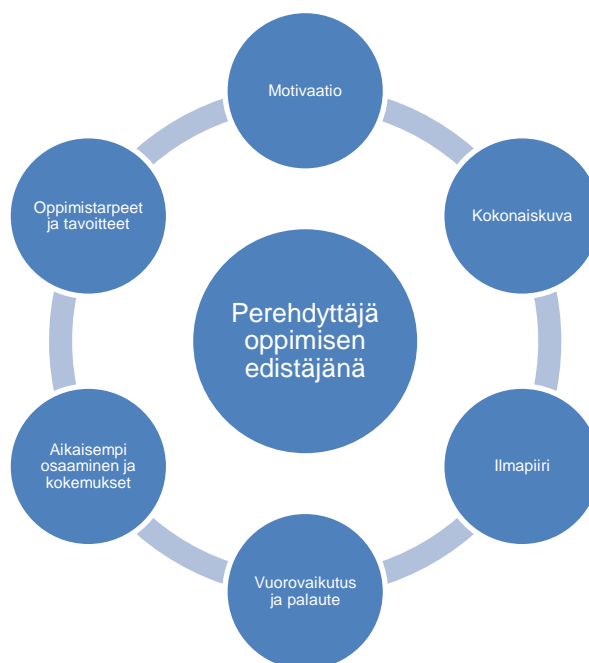 Motivaatio
Kokonaiskuva
Ilmapiiri
Vuorovaikutus
ja palaute
Aikaisempi
osaaminen ja
kokemukset
Oppimistarpeet
ja tavoitteet
Perehdyttäjä
oppimisen
edistäjänä